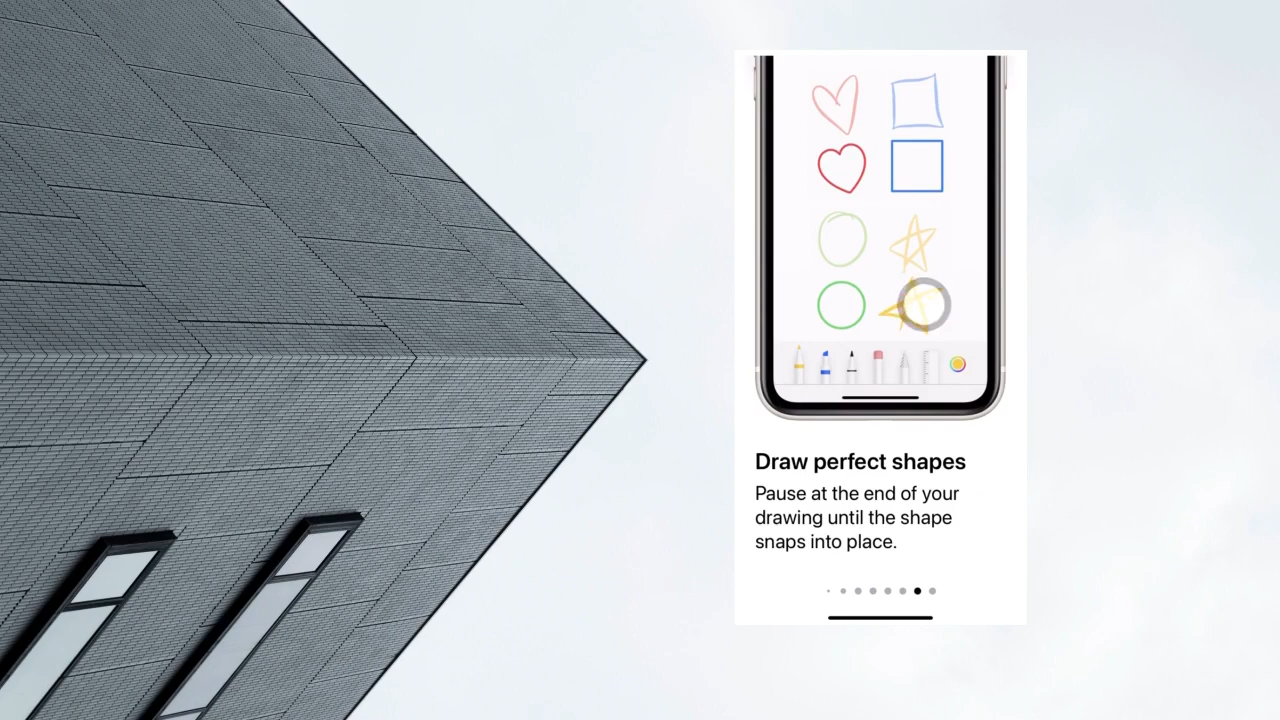 Draw perfect shapes
Pause at the end of your
drawing until the shape
snaps into place.